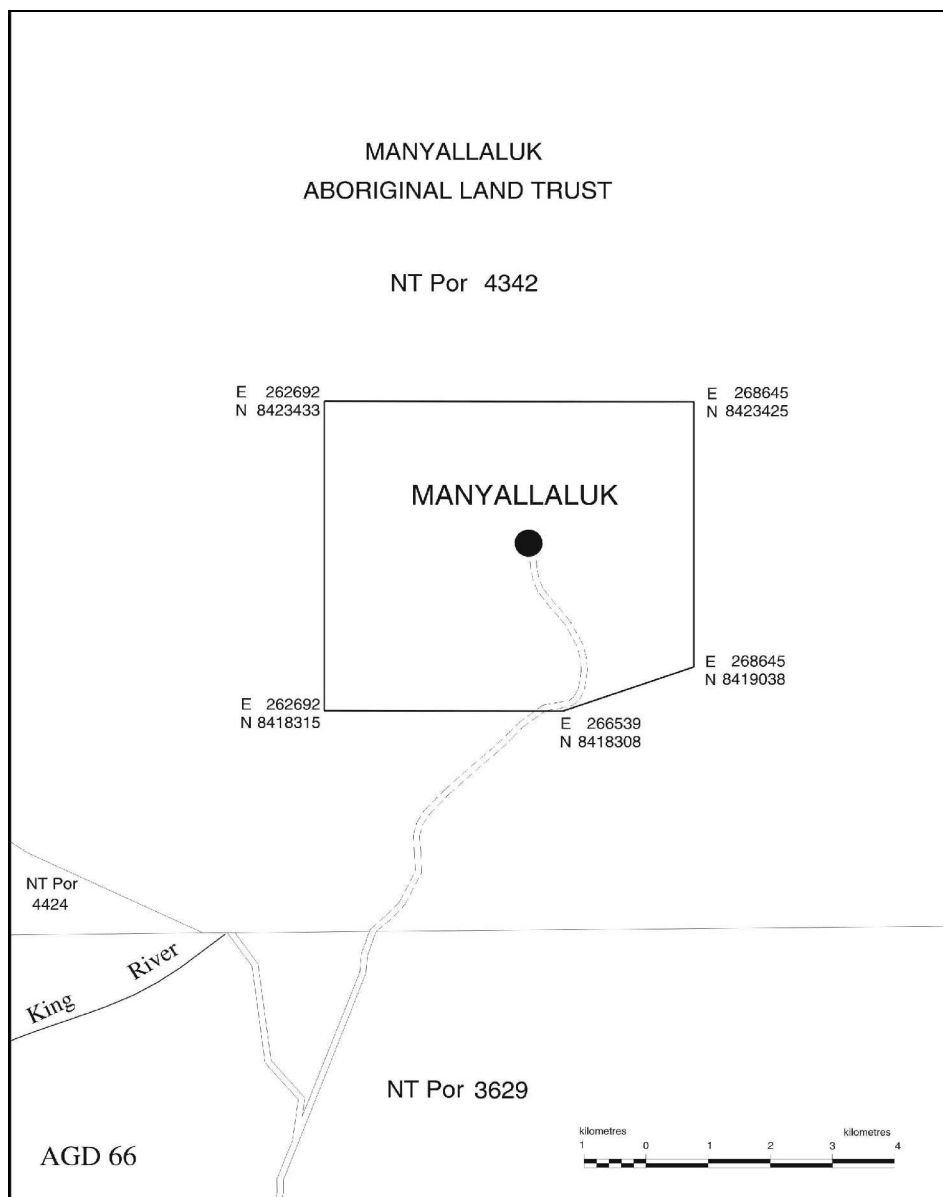 MANYALLALUK
ABORIGINAL LAND TRUST
NT Por 4342
E 262692
N 8423433
E 268645
N 8423425
MANYALLALUK
E 268645
N 8419038
E 262692
N 8418315
E 266539
N 8418308
NT Por
4424
King River
NT Por 3629
AGD 66
kilometres kilometres
1 0 1 2 3 4